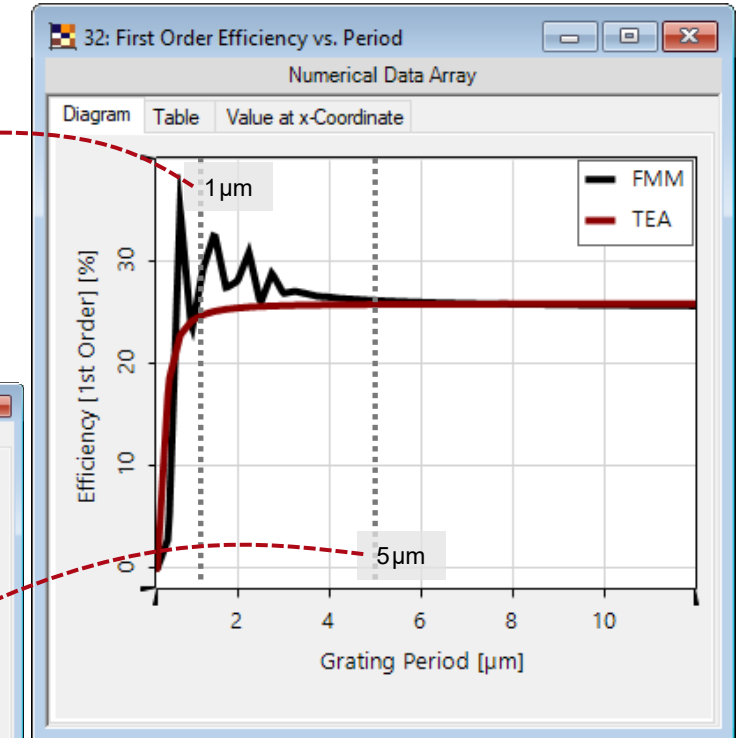 32: First Order Efficiency vs. Period
Numerical Data Array
Diagram Table Value at x-Coordinate
1µm
FMM
TEA
Efficiency [1st Order] [%]
30
20
10
0
5µm
2 4 6 8 10
Grating Period [µm]